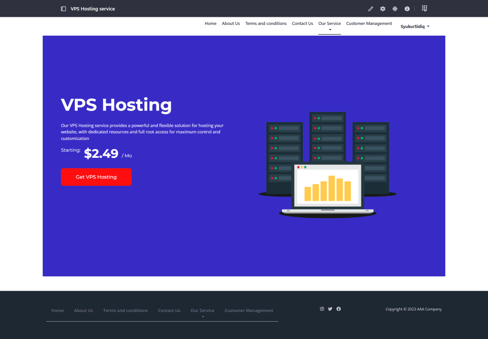 VPS Hosting service
Home About Us Terms and conditions Contact Us Our Service Customer Management SyukurSidiq
VPS Hosting
Our VPS Hosting service provides a powerful and flexible solution for hosting your
website, with dedicated resources and full root access for maximum control and
customization
Starting: $2.49 / Mo
Get VPS Hosting
Home About Us Terms and conditions Contact Us Our Service Customer Management
Copyright © 2023 AAA Company